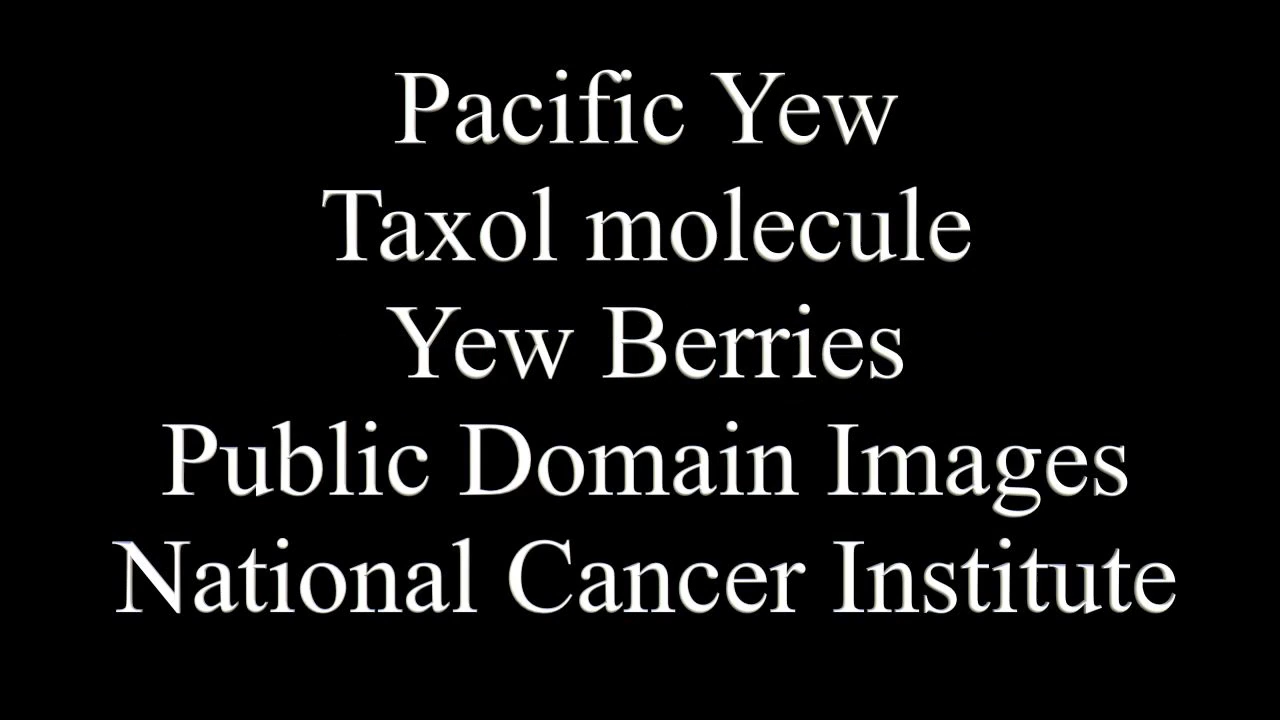 Pacific Yew
Taxol molecule
Yew Berries
Public Domain Images
National Cancer Institute